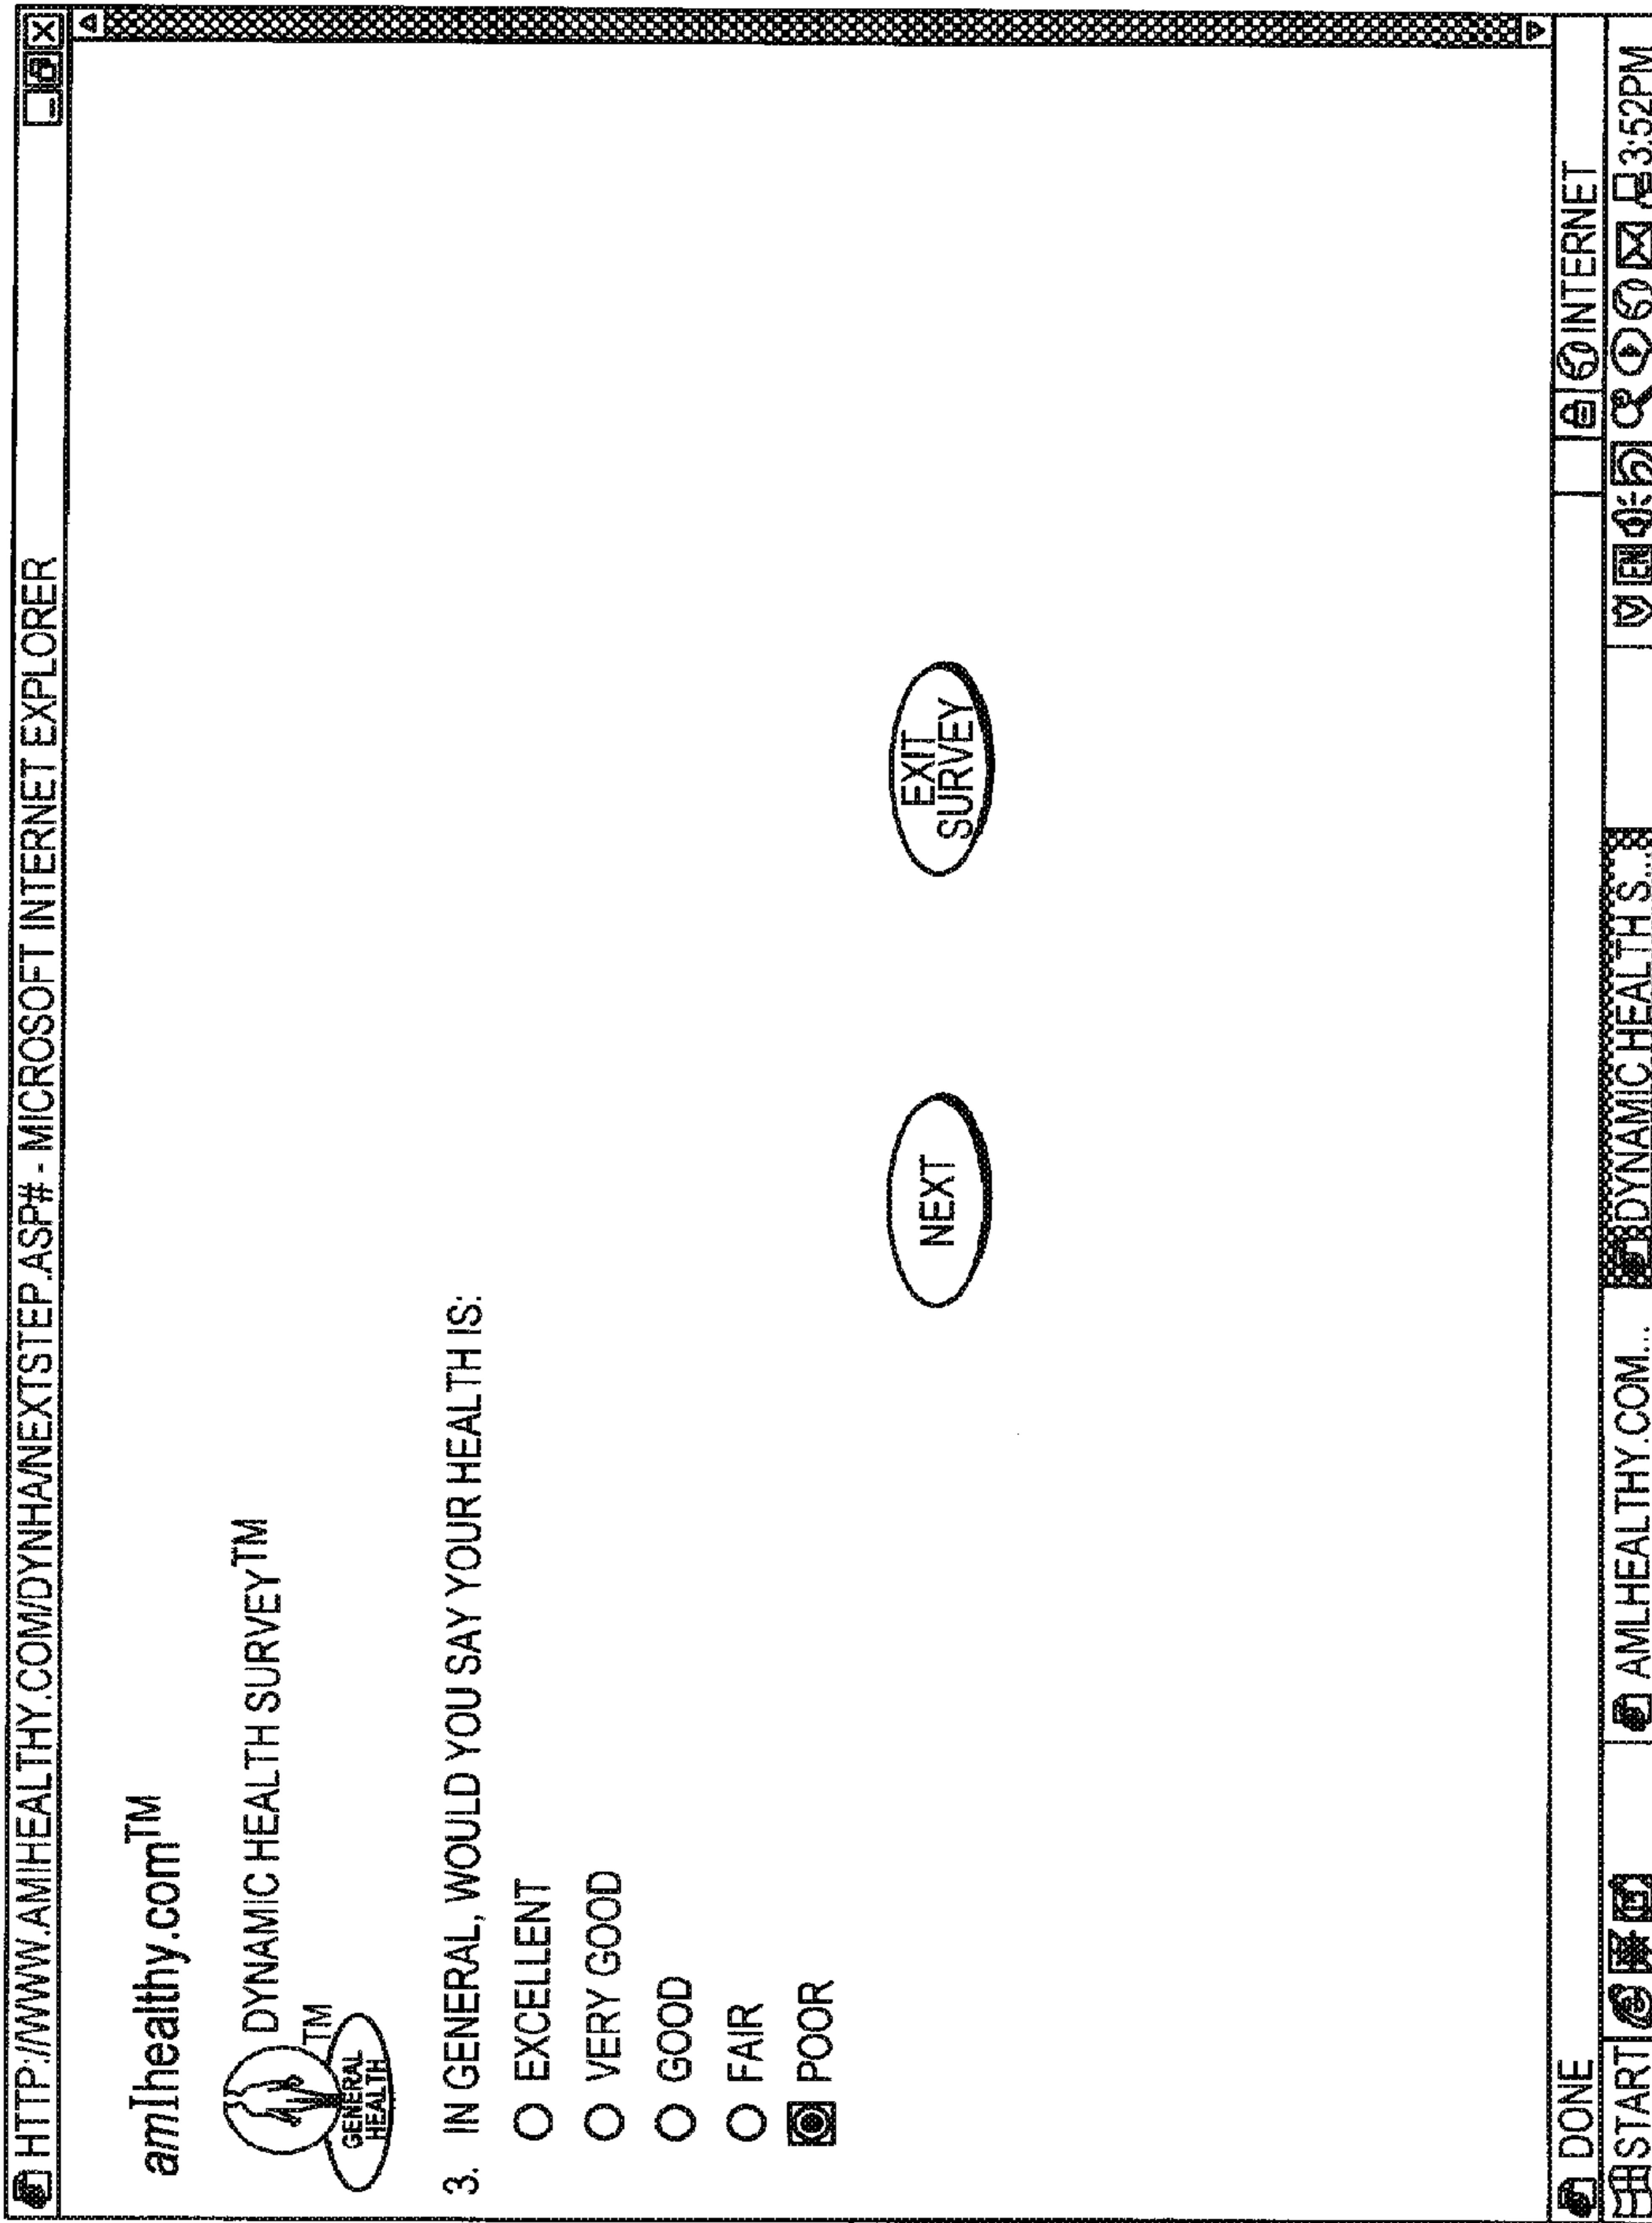 HTTP://WWW.AMIHEALTHY.COM/DYNHA/NEXTSTEP.ASP# - MICROSOFT INTERNET EXPLORER
amIhealthy.com™
DYNAMIC HEALTH SURVEY™
TM
GENERAL
HEALTH
3. IN GENERAL, WOULD YOU SAY YOUR HEALTH IS:
EXCELLENT
VERY GOOD
GOOD
FAIR
POOR
NEXT
EXIT
SURVEY
DONE
INTERNET
START
AMLHEALTHY.COM...
DYNAMIC HEALTH S...
EN
3:52PM